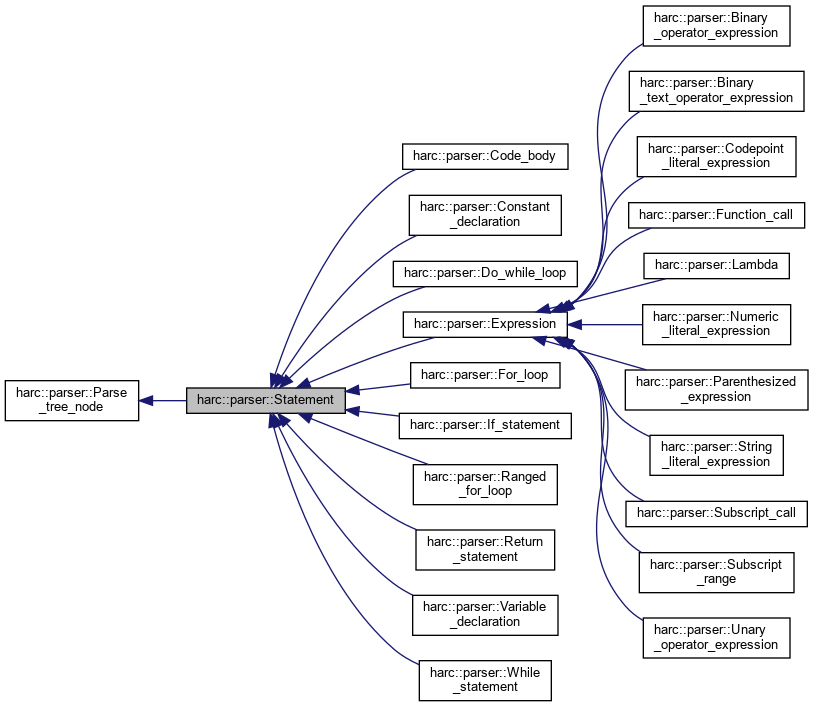 harc::parser::Parse
_tree_node
harc::parser::Statement
harc::parser::Code_body
harc::parser::Constant
_declaration
harc::parser::Do_while_loop
harc::parser::Expression
harc::parser::For_loop
harc::parser::If_statement
harc::parser::Ranged
_for_loop
harc::parser::Return
_statement
harc::parser::Variable
_declaration
harc::parser::While
_statement
harc::parser::Binary
_operator_expression
harc::parser::Binary
_text_operator_expression
harc::parser::Codepoint
_literal_expression
harc::parser::Function_call
harc::parser::Lambda
harc::parser::Numeric
_literal_expression
harc::parser::Parenthesized
_expression
harc::parser::String
_literal_expression
harc::parser::Subscript_call
harc::parser::Subscript
_range
harc::parser::Unary
_operator_expression